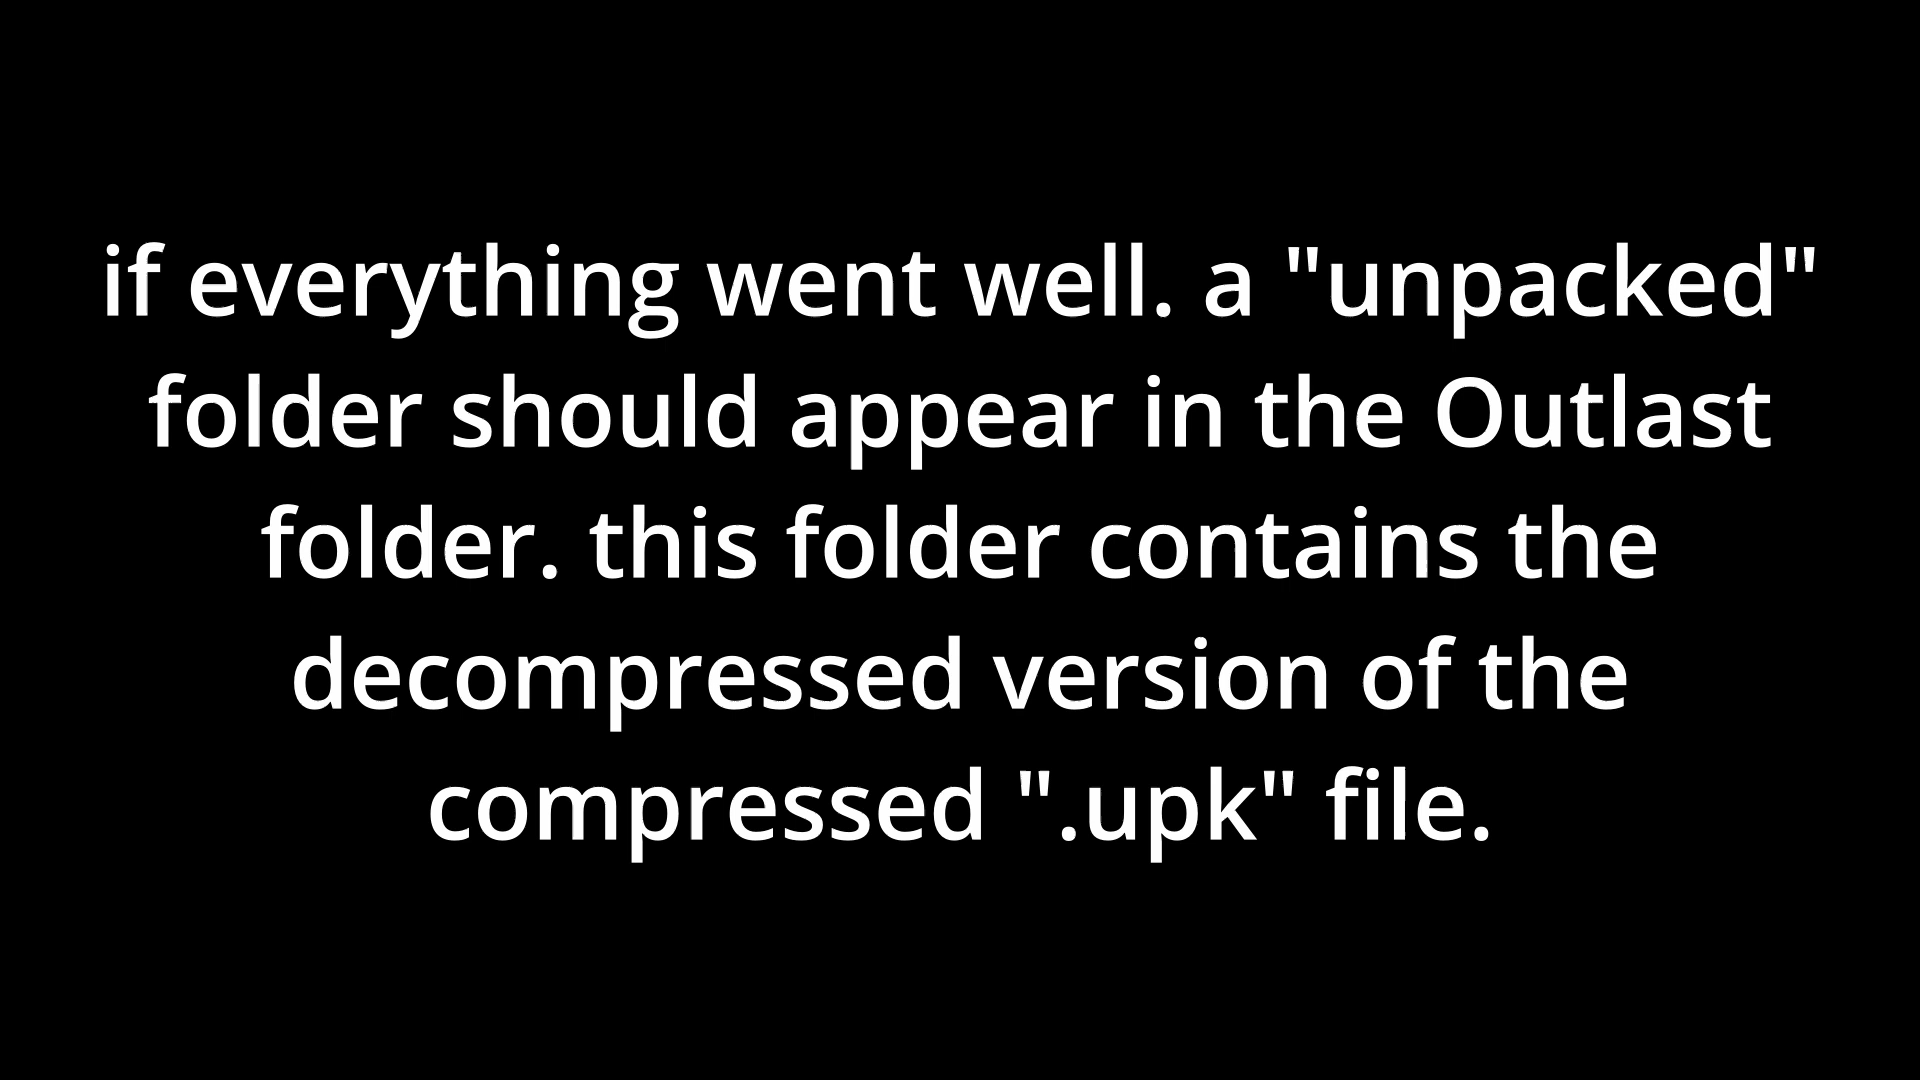 if everything went well. a "unpacked"
folder should appear in the Outlast
folder. this folder contains the
decompressed version of the
compressed ".upk" file.